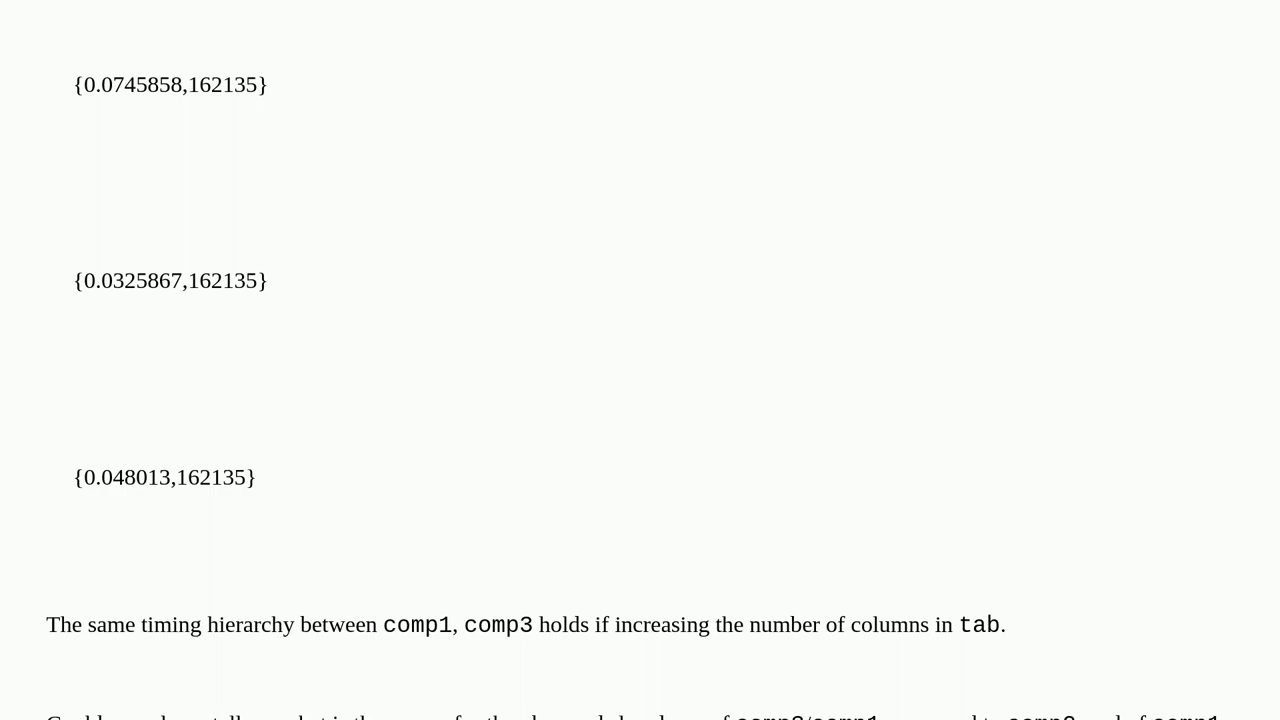 {0.0745858,162135}
{0.0325867,162135}
{0.048013,162135}
The same timing hierarchy between comp1, comp3 holds if increasing the number of columns in tab.